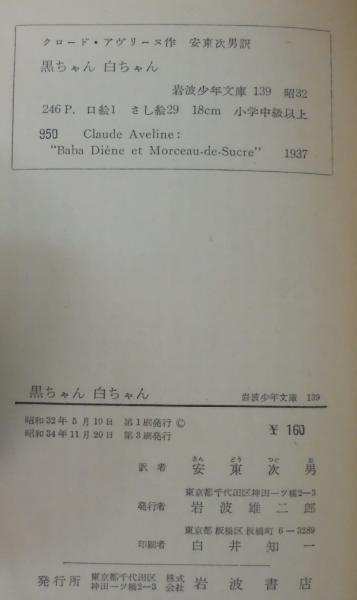 クロード・アヴリーヌ作 安東次男訳
黒ちゃん 白ちゃん
岩波少年文庫 139 昭32
246 P. 口絵1 さし絵29 18cm 小学中級以上
950 Claude Aveline:
"Baba Diène et Morceau-de-Sucre" 1937
黒ちゃん 白ちゃん 岩波少年文庫 139
昭和32年5月10日 第1刷発行 ©
昭和34年11月20日 第3刷発行
¥ 160
あん どう つぐ お
訳者 安東次男
東京都千代田区神田一ツ橋2-3
発行者 岩波雄二郎
東京都板橋区板橋町6-3289
印刷者 白井知一
発行所 東京都千代田区神田一ツ橋2-3 株式会社 岩波書店